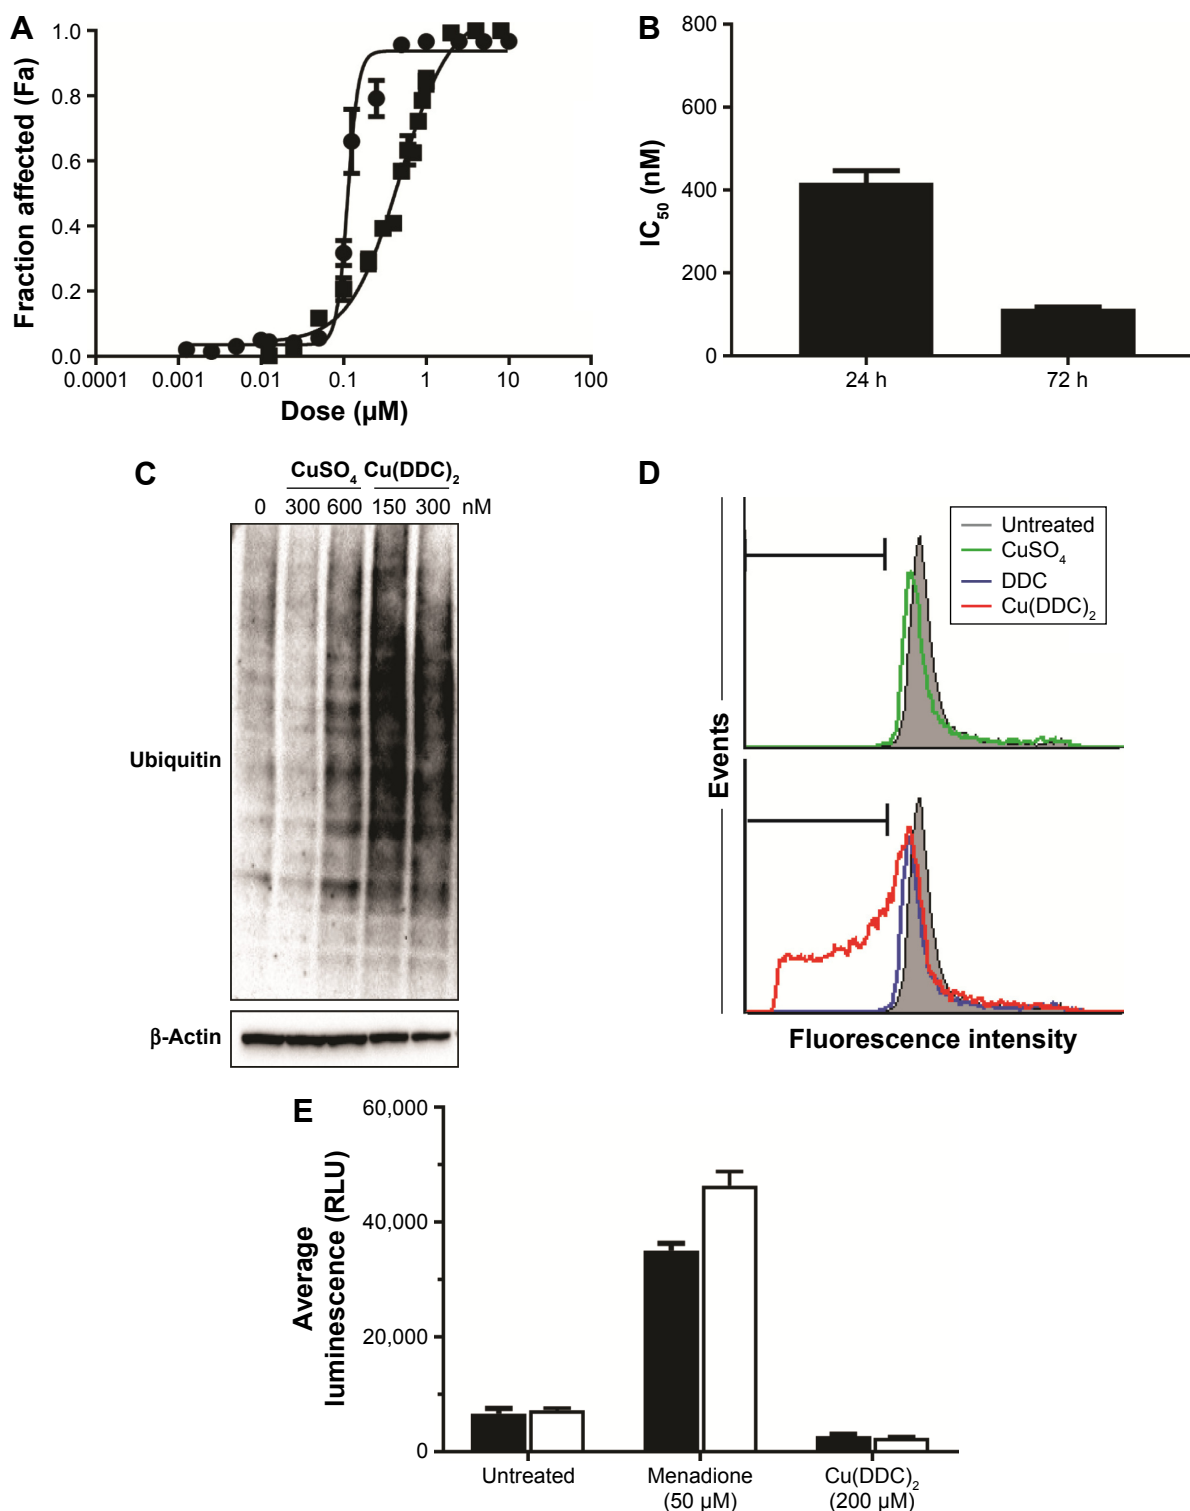 A
Fraction affected (Fa)
1.0
0.8
0.6
0.4
0.2
0.0
0.0001
0.001
0.01
0.1
1
10
100
Dose (µM)
B
IC50 (nM)
800
600
400
200
0
24 h
72 h
C
CuSO4 Cu(DDC)2
0 300 600 150 300 nM
Ubiquitin
β-Actin
D
Untreated
CuSO4
DDC
Cu(DDC)2
Events
Fluorescence intensity
E
Average
luminescence (RLU)
60,000
40,000
20,000
0
Untreated
Menadione
(50 µM)
Cu(DDC)2
(200 µM)